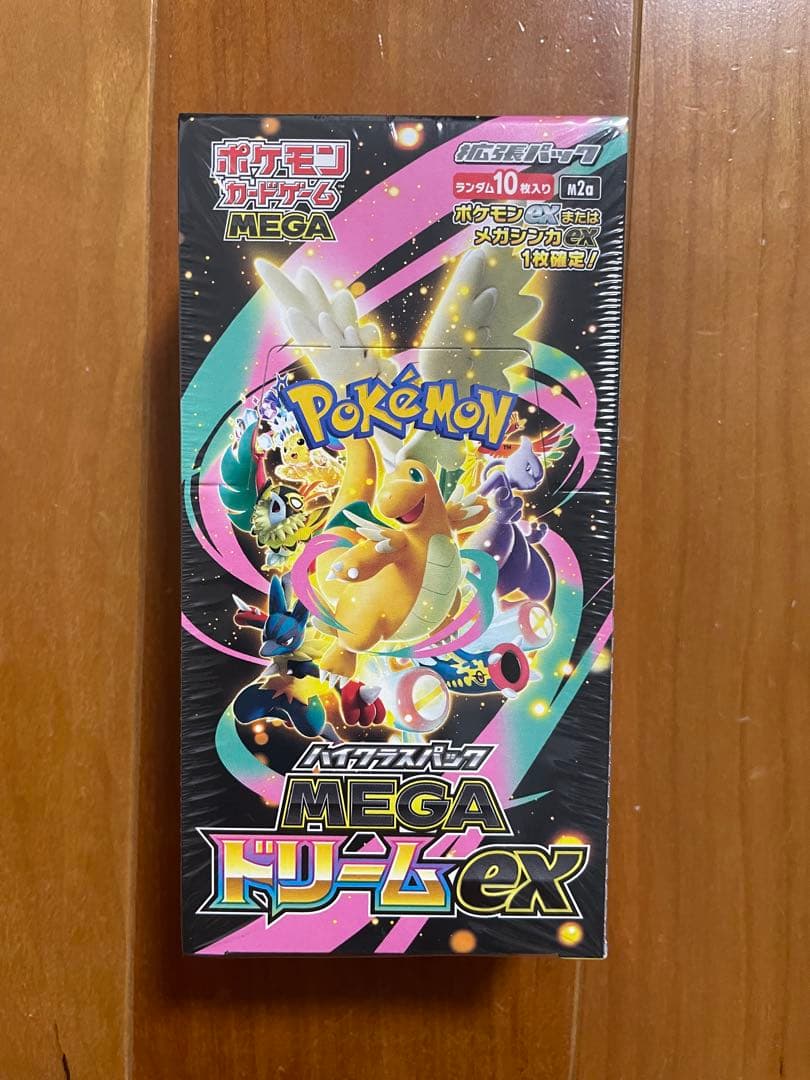 ポケモン
カードゲーム
MEGA
拡張パック
ランダム10枚入り M2a
ポケモンexまたは
メガシンカex
1枚確定!
POKéMON
TM
ハイクラスパック
MEGA
ドリームex